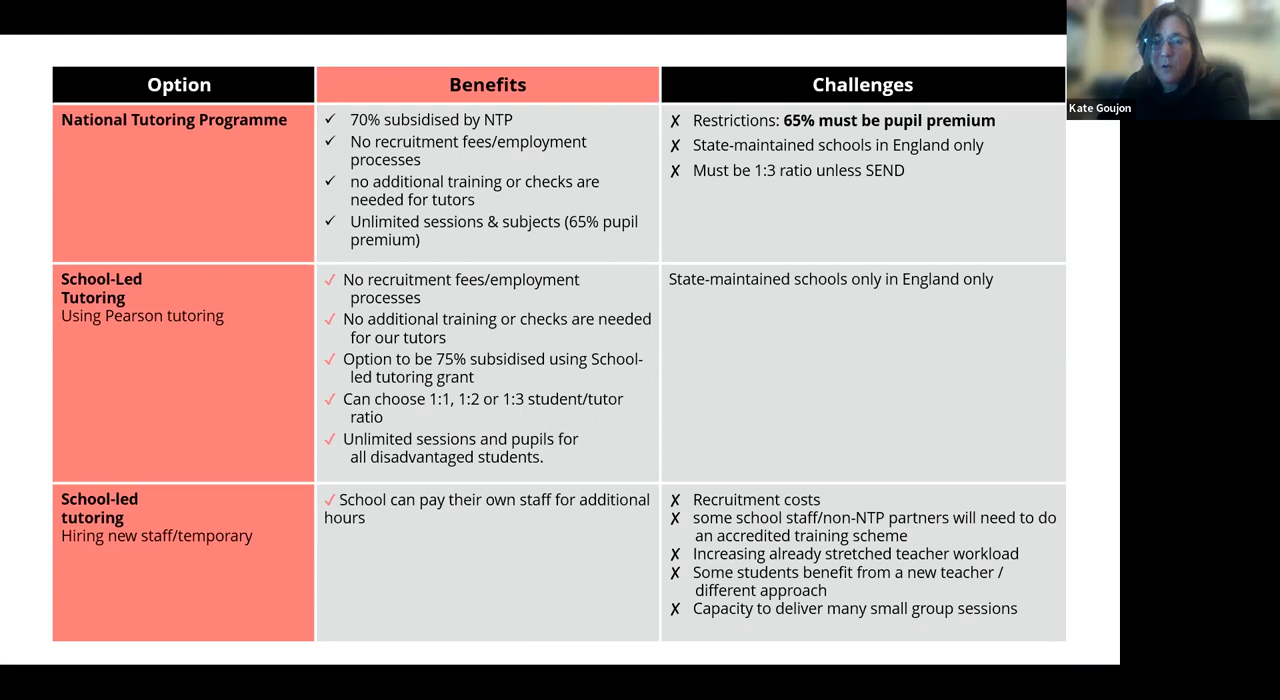 Option
Benefits
Challenges
National Tutoring Programme
✓ 70% subsidised by NTP
✓ No recruitment fees/employment
processes
✓ no additional training or checks are
needed for tutors
✓ Unlimited sessions & subjects (65% pupil
premium)
✗ Restrictions: 65% must be pupil premium
✗ State-maintained schools in England only
✗ Must be 1:3 ratio unless SEND
School-Led
Tutoring
Using Pearson tutoring
✓ No recruitment fees/employment
processes
✓ No additional training or checks are needed
for our tutors
✓ Option to be 75% subsidised using School-
led tutoring grant
✓ Can choose 1:1, 1:2 or 1:3 student/tutor
ratio
✓ Unlimited sessions and pupils for
all disadvantaged students.
State-maintained schools only in England only
School-led
tutoring
Hiring new staff/temporary
✓ School can pay their own staff for additional
hours
✗ Recruitment costs
✗ some school staff/non-NTP partners will need to do
an accredited training scheme
✗ Increasing already stretched teacher workload
✗ Some students benefit from a new teacher /
different approach
✗ Capacity to deliver many small group sessions
Kate Goujon